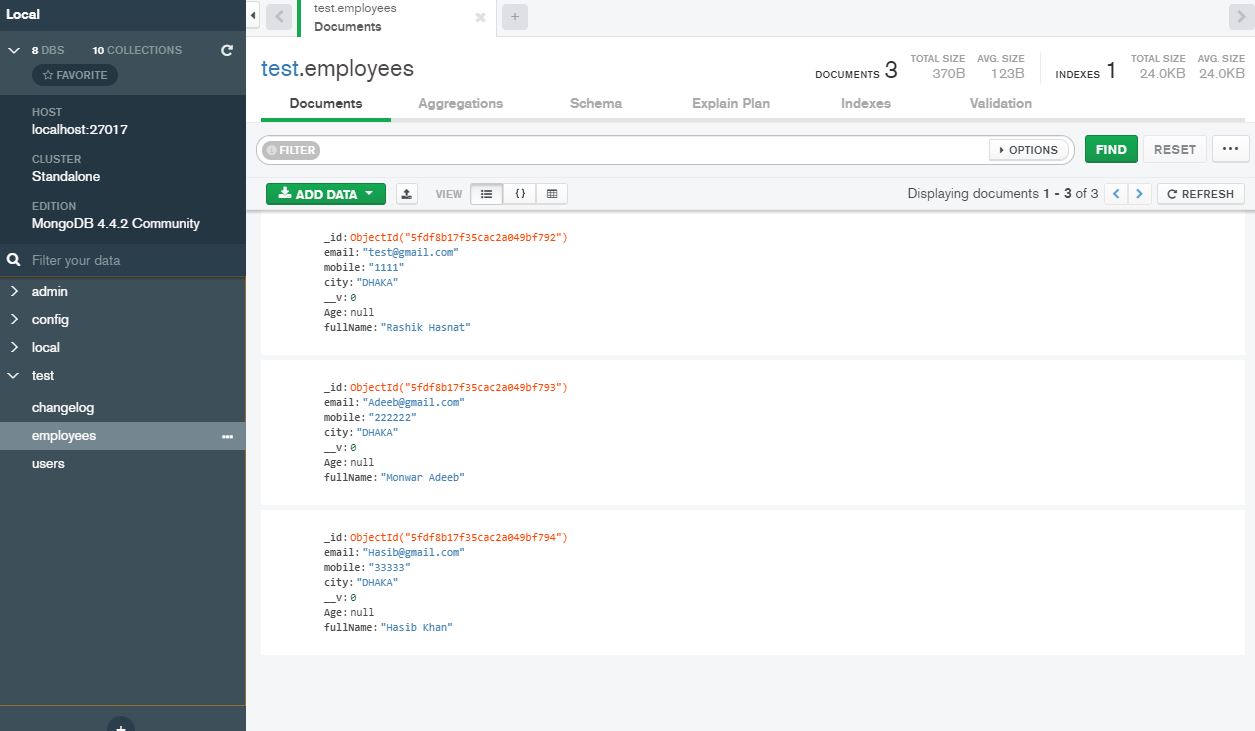 Local
8 DBS 10 COLLECTIONS
FAVORITE
HOST
localhost:27017
CLUSTER
Standalone
EDITION
MongoDB 4.4.2 Community
Filter your data
admin
config
local
test
changelog
employees
users
test.employees
Documents
test.employees
DOCUMENTS 3 TOTAL SIZE 370B AVG. SIZE 123B INDEXES 1 TOTAL SIZE 24.0KB AVG. SIZE 24.0KB
Documents Aggregations Schema Explain Plan Indexes Validation
FILTER OPTIONS FIND RESET ...
ADD DATA VIEW {} Displaying documents 1 - 3 of 3 REFRESH
_id: ObjectId("5fdf8b17f35cac2a049bf792")
email: "test@gmail.com"
mobile: "1111"
city: "DHAKA"
__v: 0
Age: null
fullName: "Rashik Hasnat"
_id: ObjectId("5fdf8b17f35cac2a049bf793")
email: "Adeeb@gmail.com"
mobile: "222222"
city: "DHAKA"
__v: 0
Age: null
fullName: "Monwar Adeeb"
_id: ObjectId("5fdf8b17f35cac2a049bf794")
email: "Hasib@gmail.com"
mobile: "33333"
city: "DHAKA"
__v: 0
Age: null
fullName: "Hasib Khan"